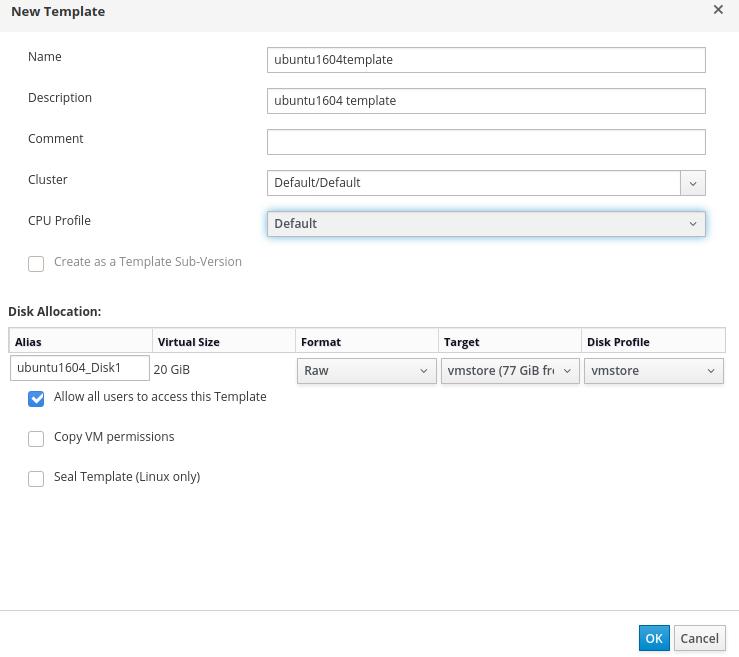 New Template
Name ubuntu1604template
Description ubuntu1604 template
Comment
Cluster Default/Default
CPU Profile Default
Create as a Template Sub-Version
Disk Allocation:
Alias Virtual Size Format Target Disk Profile
ubuntu1604_Disk1 20 GiB Raw vmstore (77 GiB fre vmstore
Allow all users to access this Template
Copy VM permissions
Seal Template (Linux only)
OK Cancel